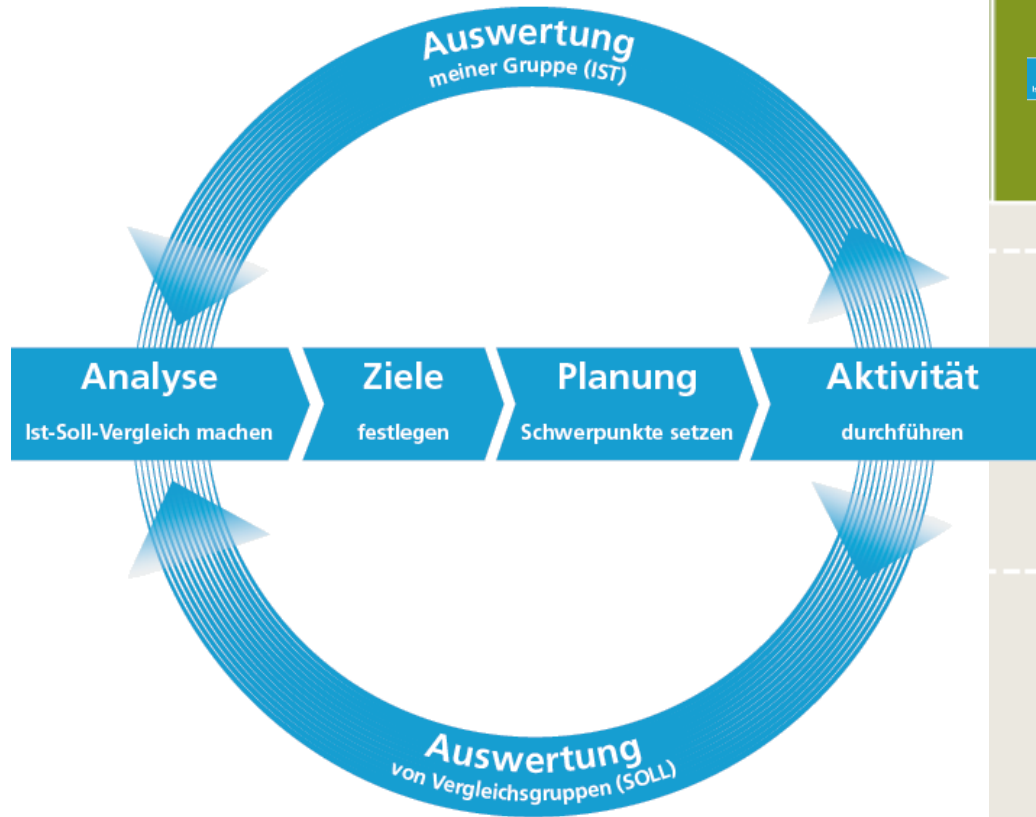 Auswertung
meiner Gruppe (IST)
Analyse
Ist-Soll-Vergleich machen
Ziele
festlegen
Planung
Schwerpunkte setzen
Aktivität
durchführen
Auswertung
von Vergleichsgruppen (SOLL)